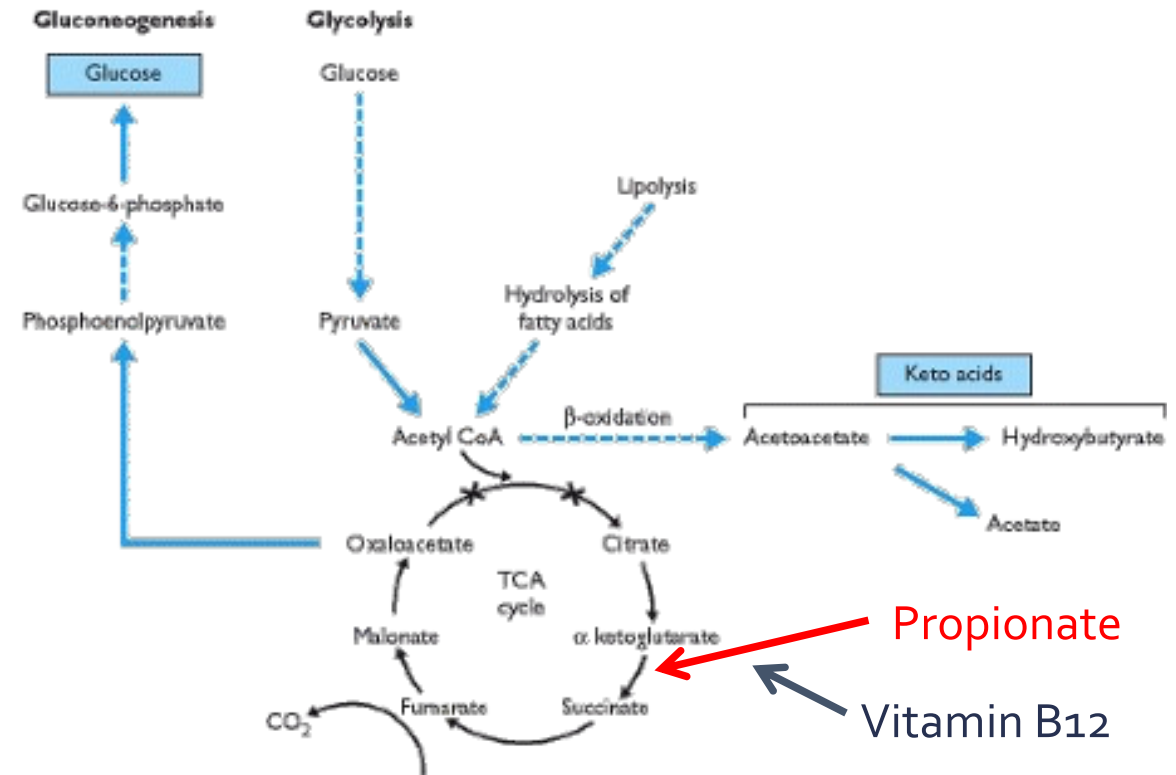 Gluconeogenesis
Glycolysis
Glucose
Glucose
Lipolysis
Glucose-6-phosphate
Hydrolysis of
fatty acids
Phosphoenolpyruvate
Pyruvate
Keto acids
β-oxidation
Acetyl CoA
Acetoacetate
Hydroxybutyrate
Acetate
Oxaloacetate
Citrate
TCA
cycle
Propionate
Malonate
α ketoglutarate
Fumarate
Succinate
Vitamin B12
CO2